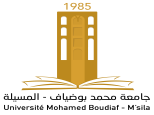 1985
جامعة محمد بوضياف - المسيلة
Université Mohamed Boudiaf - M'sila